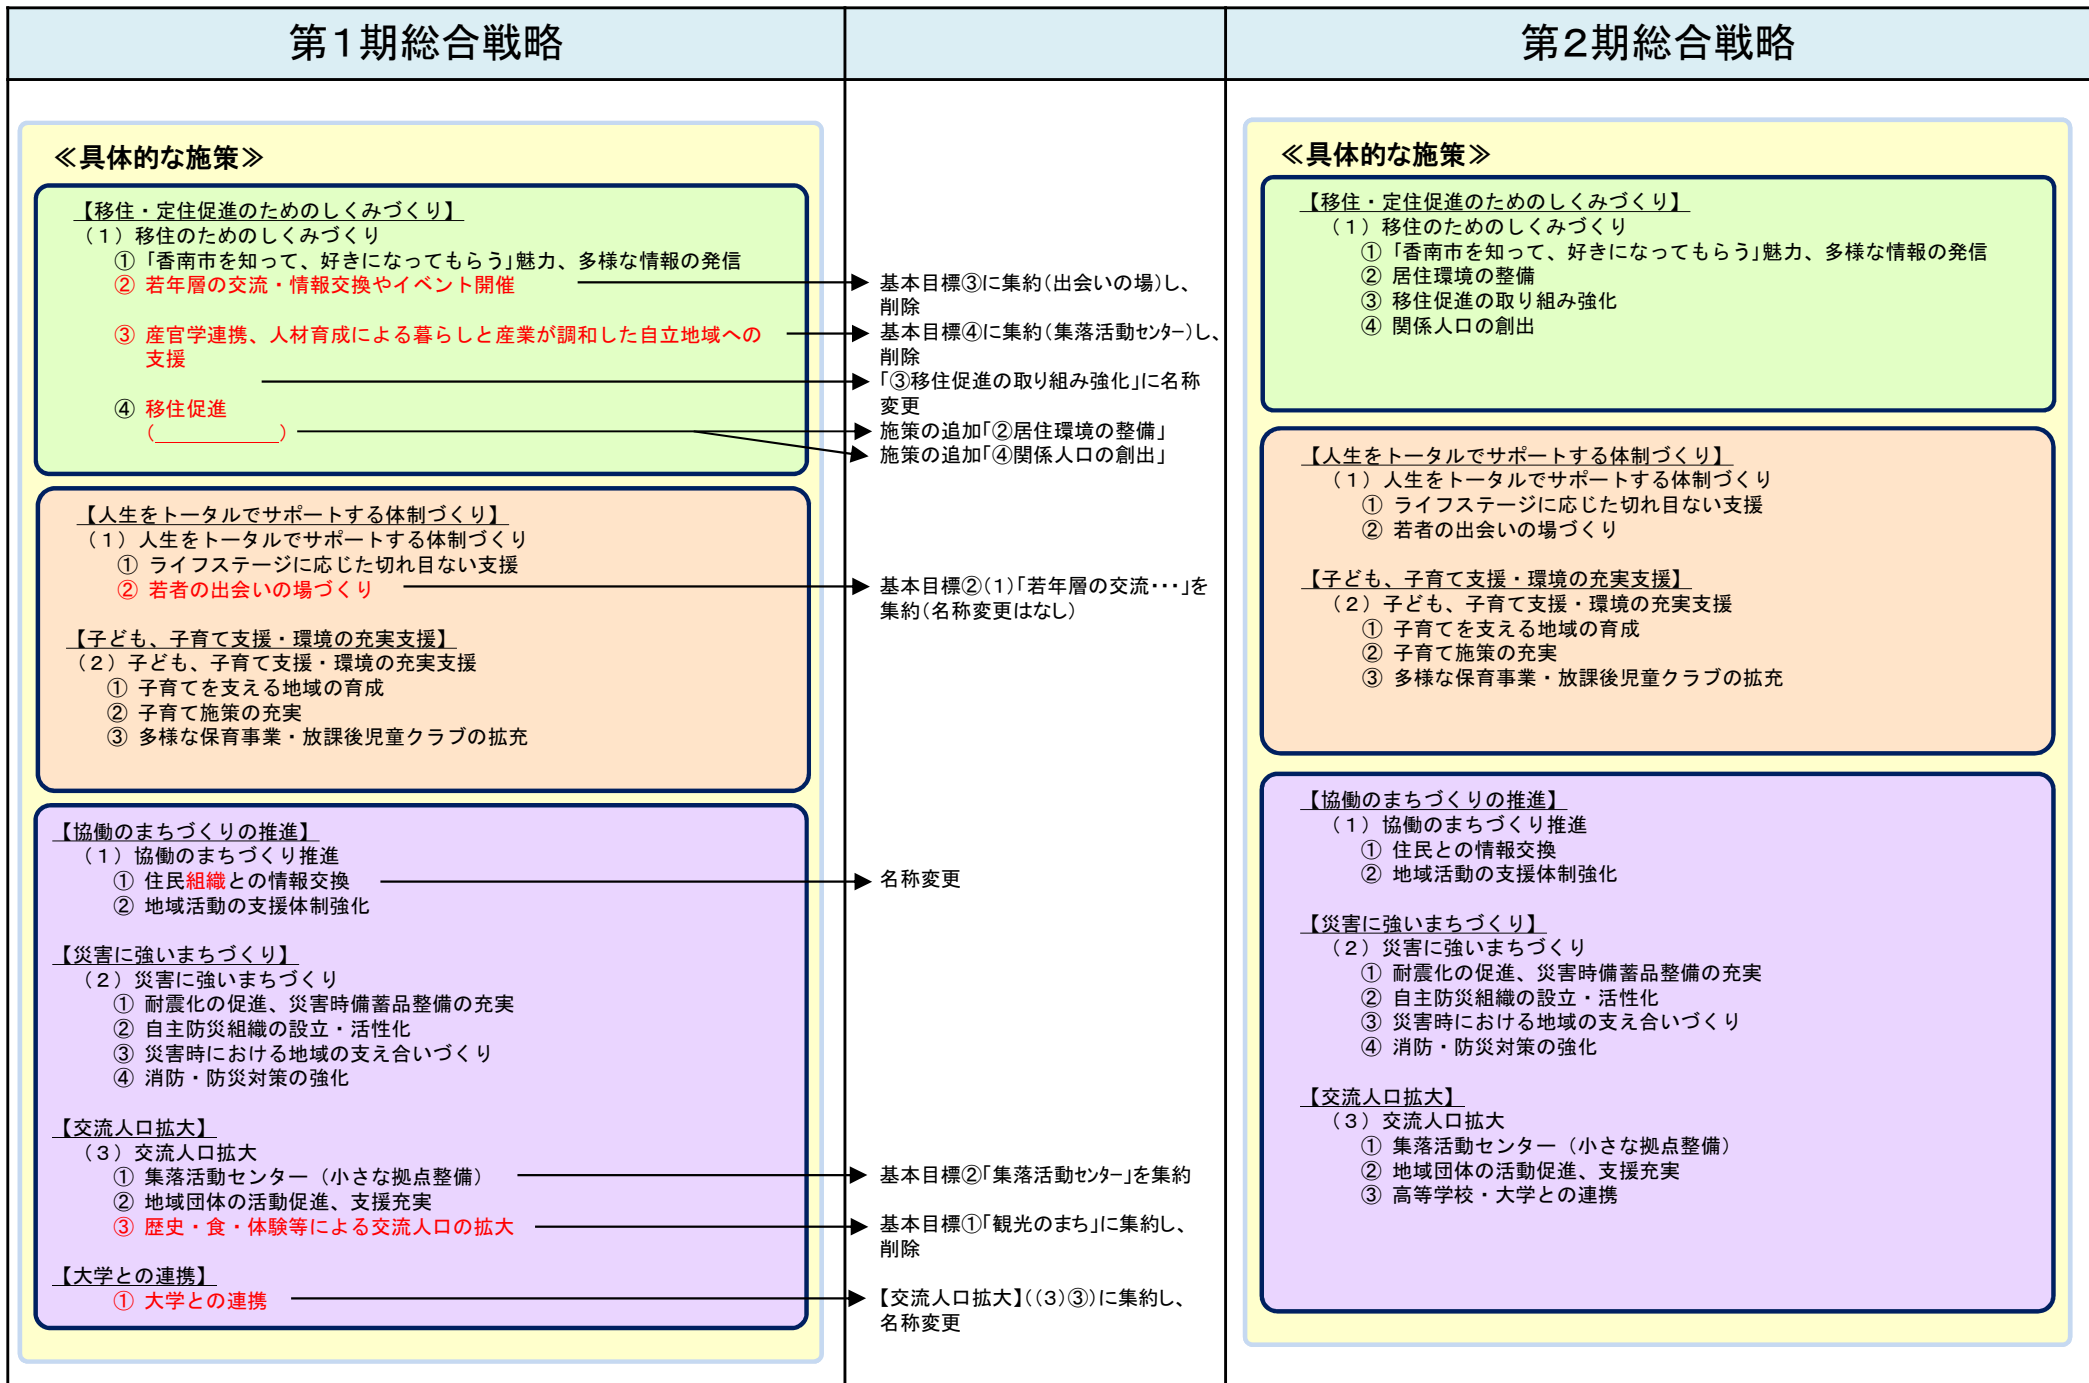 第1期総合戦略
≪具体的な施策≫
【移住・定住促進のためのしくみづくり】
（1）移住のためのしくみづくり
① 「香南市を知って、好きになってもらう」魅力、多様な情報の発信
② 若年層の交流・情報交換やイベント開催
③ 産官学連携、人材育成による暮らしと産業が調和した自立地域への
支援
④ 移住促進
（＿＿＿＿＿＿）
【人生をトータルでサポートする体制づくり】
（1）人生をトータルでサポートする体制づくり
① ライフステージに応じた切れ目ない支援
② 若者の出会いの場づくり
【子ども、子育て支援・環境の充実支援】
（2）子ども、子育て支援・環境の充実支援
① 子育てを支える地域の育成
② 子育て施策の充実
③ 多様な保育事業・放課後児童クラブの拡充
【協働のまちづくりの推進】
（1）協働のまちづくり推進
① 住民組織との情報交換
② 地域活動の支援体制強化
【災害に強いまちづくり】
（2）災害に強いまちづくり
① 耐震化の促進、災害時備蓄品整備の充実
② 自主防災組織の設立・活性化
③ 災害時における地域の支え合いづくり
④ 消防・防災対策の強化
【交流人口拡大】
（3）交流人口拡大
① 集落活動センター（小さな拠点整備）
② 地域団体の活動促進、支援充実
③ 歴史・食・体験等による交流人口の拡大
【大学との連携】
① 大学との連携
基本目標③に集約（出会いの場）し、
削除
基本目標④に集約（集落活動ｾﾝﾀｰ）し、
削除
「③移住促進の取り組み強化」に名称
変更
施策の追加「②居住環境の整備」
施策の追加「④関係人口の創出」
基本目標②（1）「若年層の交流・・・」を
集約（名称変更はなし）
名称変更
基本目標②「集落活動ｾﾝﾀｰ」を集約
基本目標①「観光のまち」に集約し、
削除
【交流人口拡大】（（3）③）に集約し、
名称変更
第2期総合戦略
≪具体的な施策≫
【移住・定住促進のためのしくみづくり】
（1）移住のためのしくみづくり
① 「香南市を知って、好きになってもらう」魅力、多様な情報の発信
② 居住環境の整備
③ 移住促進の取り組み強化
④ 関係人口の創出
【人生をトータルでサポートする体制づくり】
（1）人生をトータルでサポートする体制づくり
① ライフステージに応じた切れ目ない支援
② 若者の出会いの場づくり
【子ども、子育て支援・環境の充実支援】
（2）子ども、子育て支援・環境の充実支援
① 子育てを支える地域の育成
② 子育て施策の充実
③ 多様な保育事業・放課後児童クラブの拡充
【協働のまちづくりの推進】
（1）協働のまちづくり推進
① 住民との情報交換
② 地域活動の支援体制強化
【災害に強いまちづくり】
（2）災害に強いまちづくり
① 耐震化の促進、災害時備蓄品整備の充実
② 自主防災組織の設立・活性化
③ 災害時における地域の支え合いづくり
④ 消防・防災対策の強化
【交流人口拡大】
（3）交流人口拡大
① 集落活動センター（小さな拠点整備）
② 地域団体の活動促進、支援充実
③ 高等学校・大学との連携